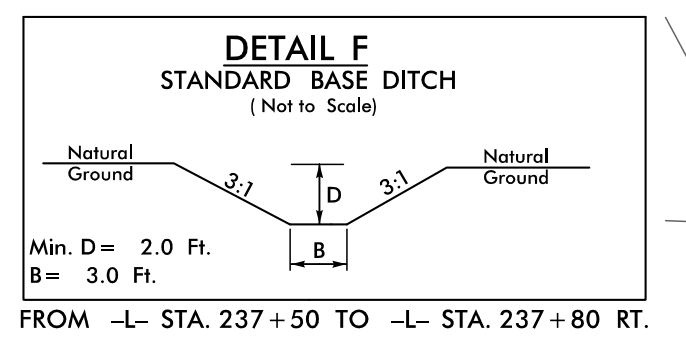 DETAIL F
STANDARD BASE DITCH
( Not to Scale)
Natural
Ground
3:1
D
3:1
Natural
Ground
B
Min. D = 2.0 Ft.
B = 3.0 Ft.
FROM -L- STA. 237+50 TO -L- STA. 237+80 RT.